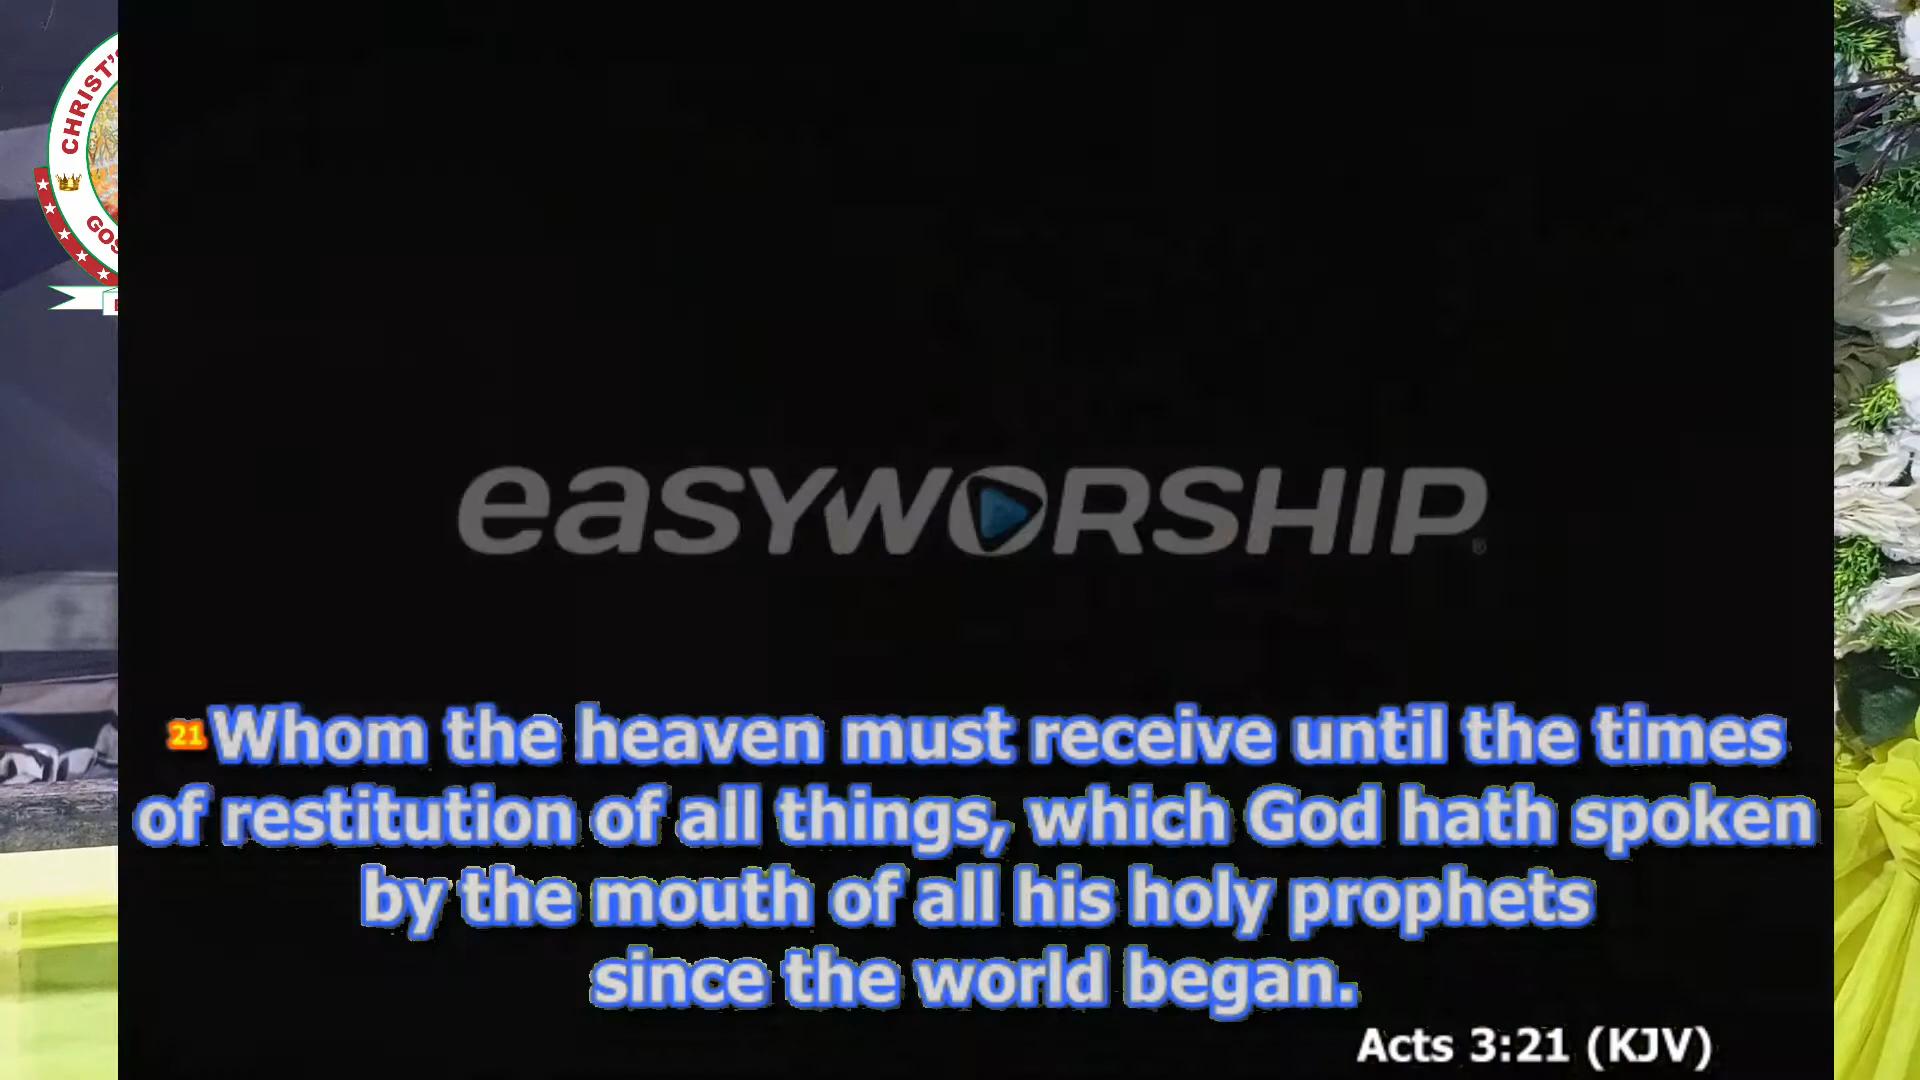 CHRIST'
GOS
easyWORSHIP®
21 Whom the heaven must receive until the times
of restitution of all things, which God hath spoken
by the mouth of all his holy prophets
since the world began.
Acts 3:21 (KJV)